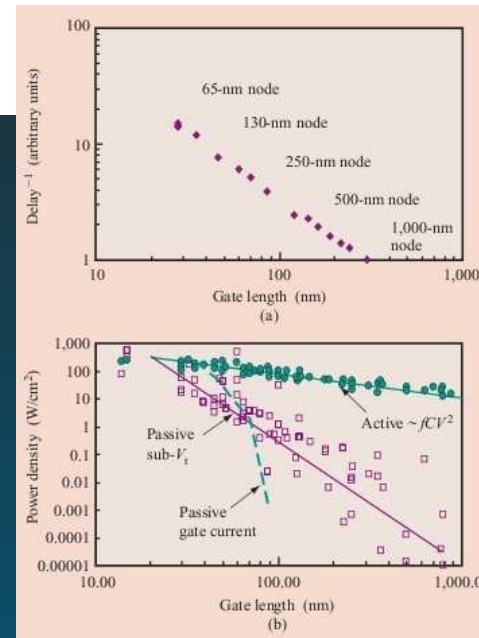 100
10
1
Delay⁻¹ (arbitrary units)
65-nm node
130-nm node
250-nm node
500-nm node
1,000-nm
node
10
100
1,000
Gate length (nm)
(a)
1,000
100
10
1
0.1
0.01
0.001
0.0001
0.00001
Power density (W/cm²)
Active ~ fCV²
Passive
sub-Vt
Passive
gate current
10.00
100.00
1,000.0
Gate length (nm)
(b)